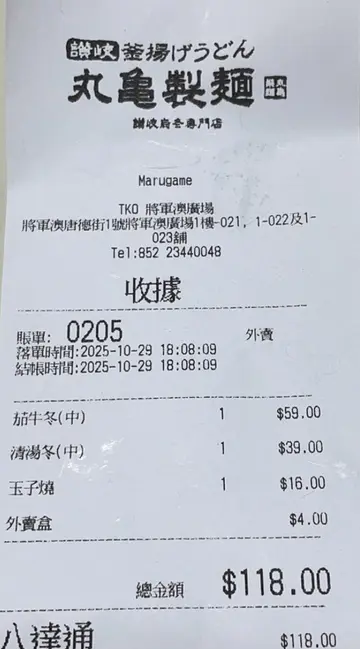 讃岐 釜揚げうどん
丸亀製麺
讃岐釜揚専門店
Marugame
TKO 將軍澳廣場
將軍澳唐德街1號將軍澳廣場1樓-021, 1-022及1-
023舖
Tel:852 23440048
收據
賬單: 0205 外賣
落單時間:2025-10-29 18:08:09
結帳時間:2025-10-29 18:08:09
茄牛冬(中) 1 $59.00
清湯冬(中) 1 $39.00
玉子燒 1 $16.00
外賣盒 $4.00
總金額 $118.00
八達通 $118.00